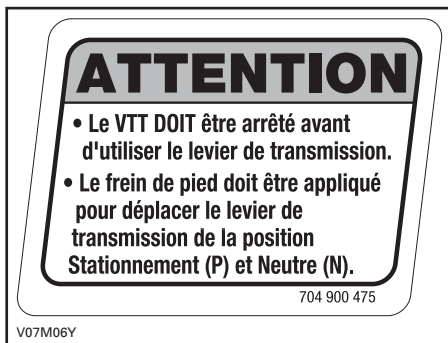 ATTENTION
• Le VTT DOIT être arrêté avant
d'utiliser le levier de transmission.
• Le frein de pied doit être appliqué
pour déplacer le levier de
transmission de la position
Stationnement (P) et Neutre (N).
704 900 475
V07M06Y